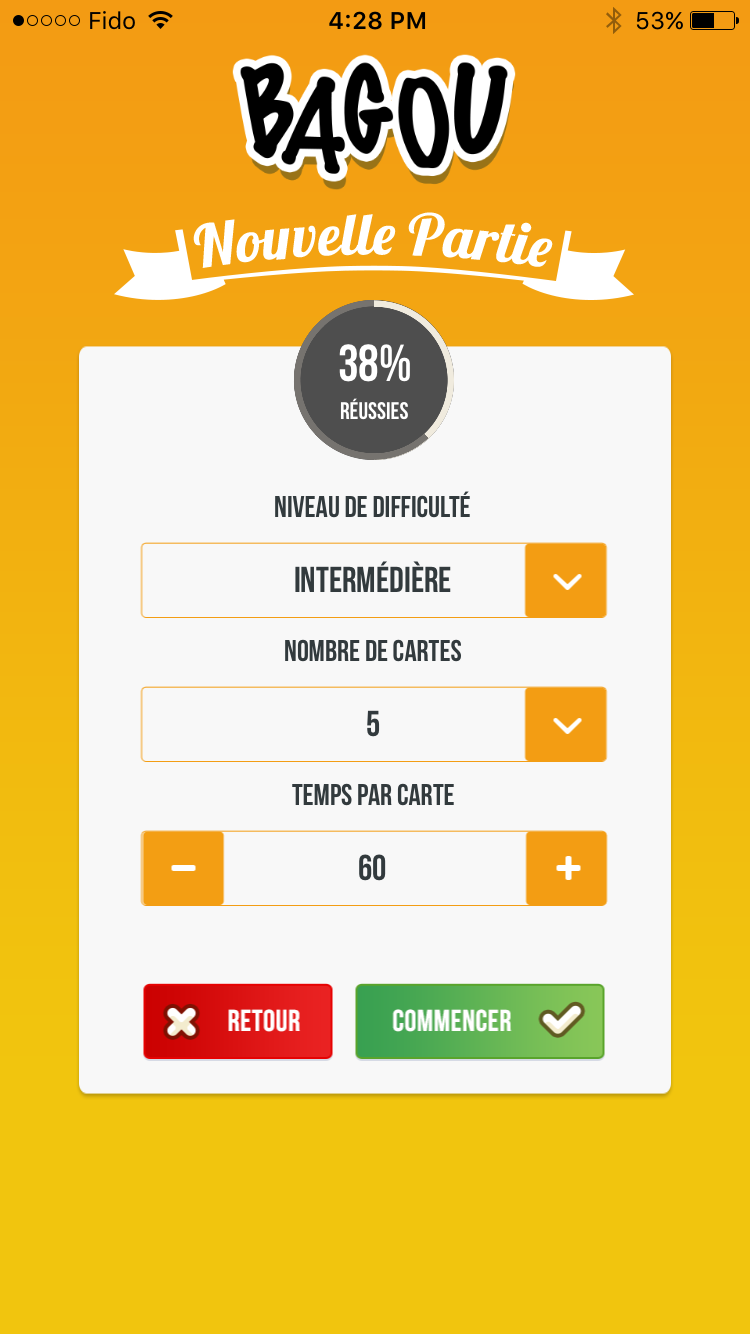 Fido 4:28 PM 53%
BAGOU
Nouvelle Partie
38%
RÉUSSIES
NIVEAU DE DIFFICULTÉ
INTERMÉDIÈRE
NOMBRE DE CARTES
5
TEMPS PAR CARTE
60
RETOUR COMMENCER